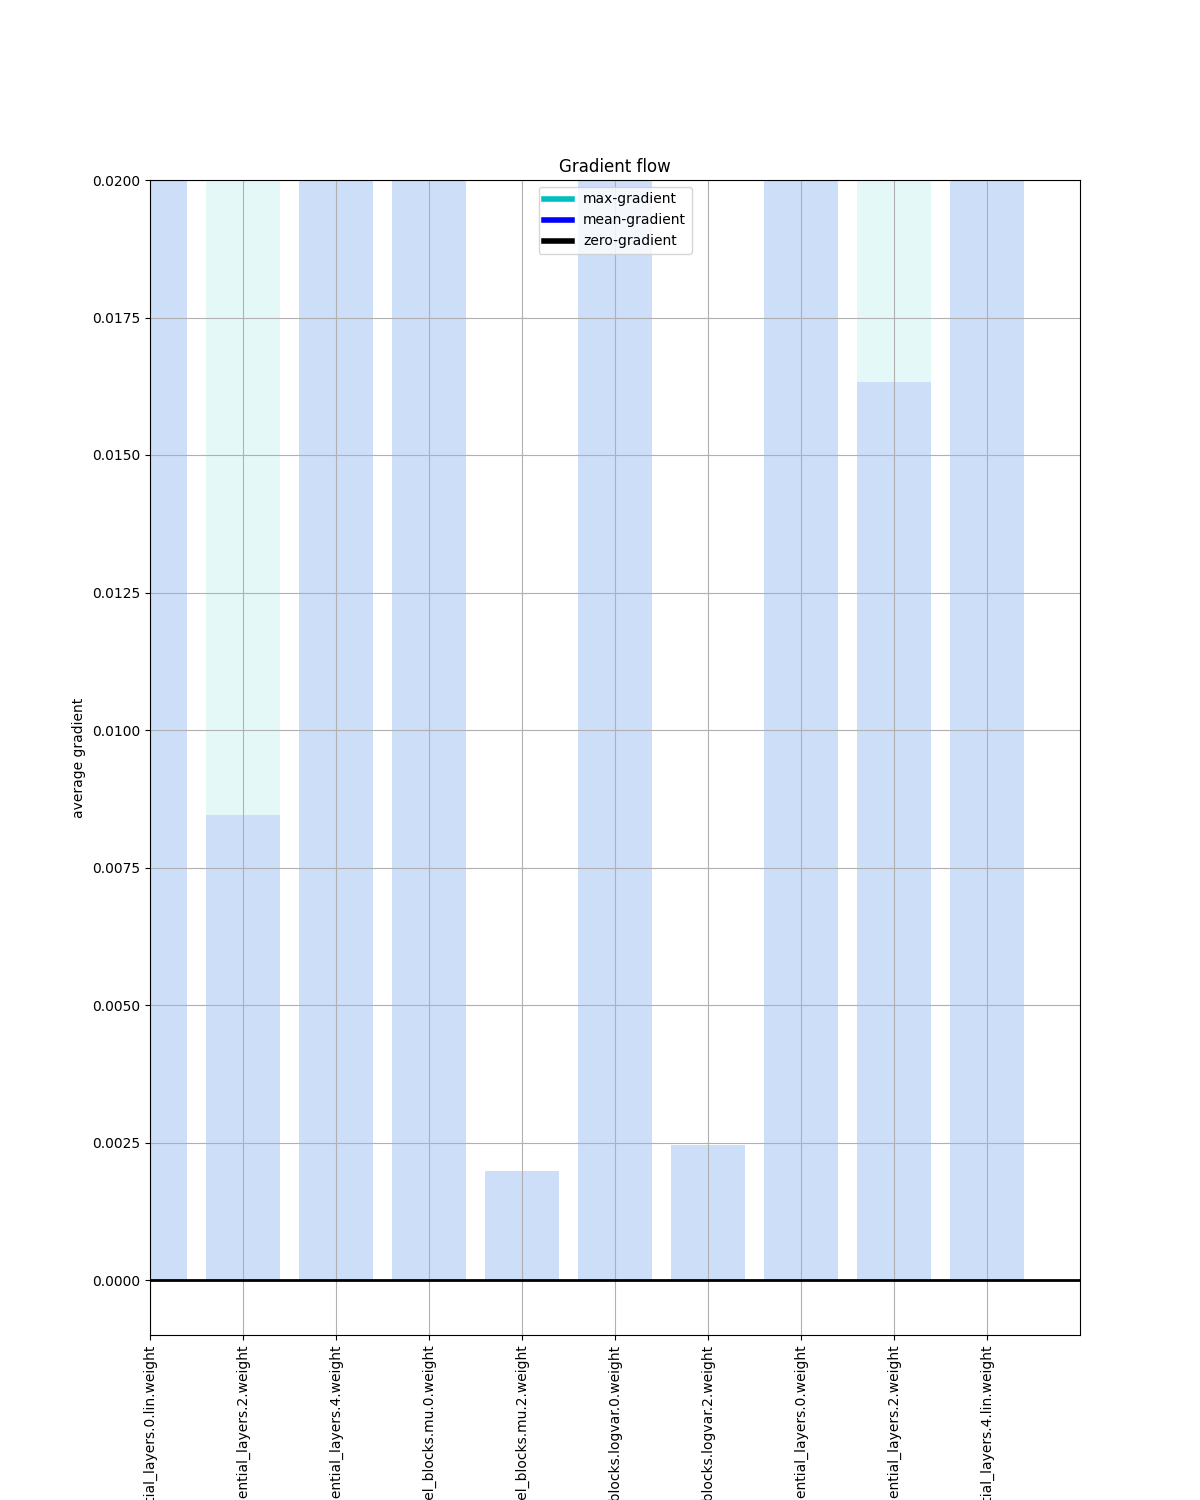 Gradient flow
max-gradient
mean-gradient
zero-gradient
0.0200
0.0175
0.0150
0.0125
0.0100
0.0075
0.0050
0.0025
0.0000
average gradient
tial_layers.0.lin.weight
ential_layers.2.weight
ential_layers.4.weight
el_blocks.mu.0.weight
el_blocks.mu.2.weight
blocks.logvar.0.weight
blocks.logvar.2.weight
ential_layers.0.weight
ential_layers.2.weight
tial_layers.4.lin.weight